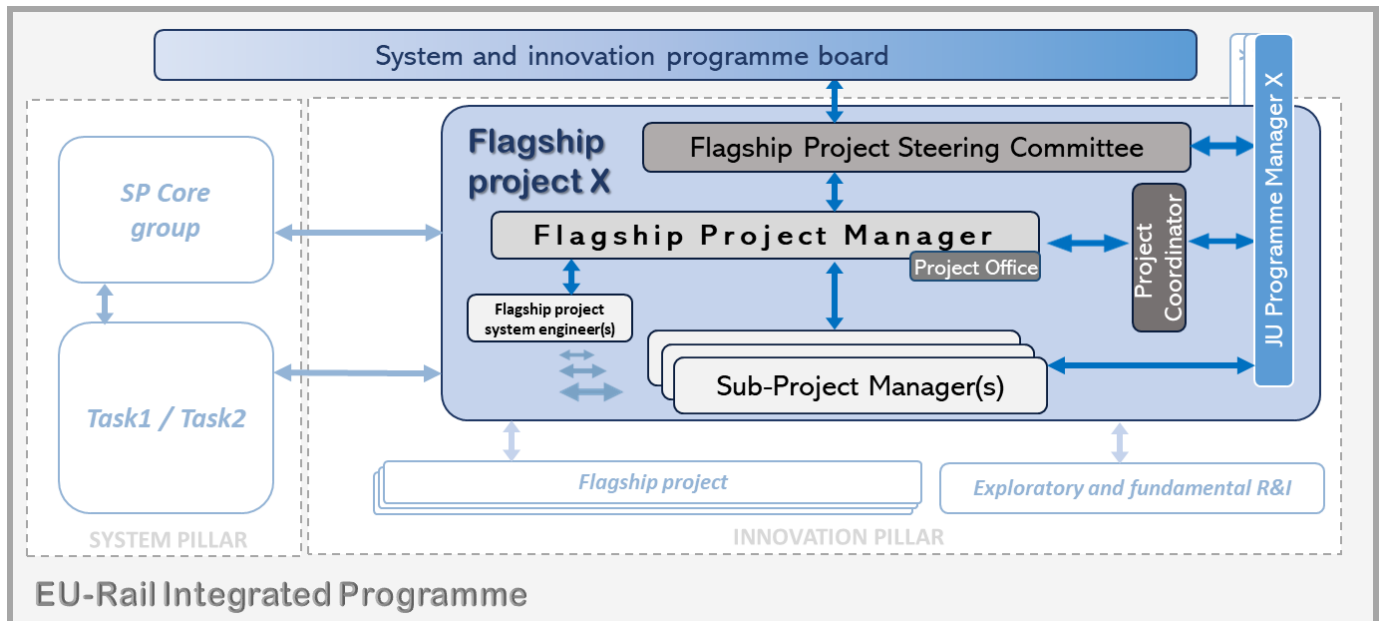 System and innovation programme board
Flagship
project X
Flagship Project Steering Committee
JU Programme Manager X
SP Core
group
Flagship Project Manager
Project Office
Project
Coordinator
Flagship project
system engineer(s)
Sub-Project Manager(s)
Task1 / Task2
Flagship project
Exploratory and fundamental R&I
SYSTEM PILLAR
INNOVATION PILLAR
EU-Rail Integrated Programme